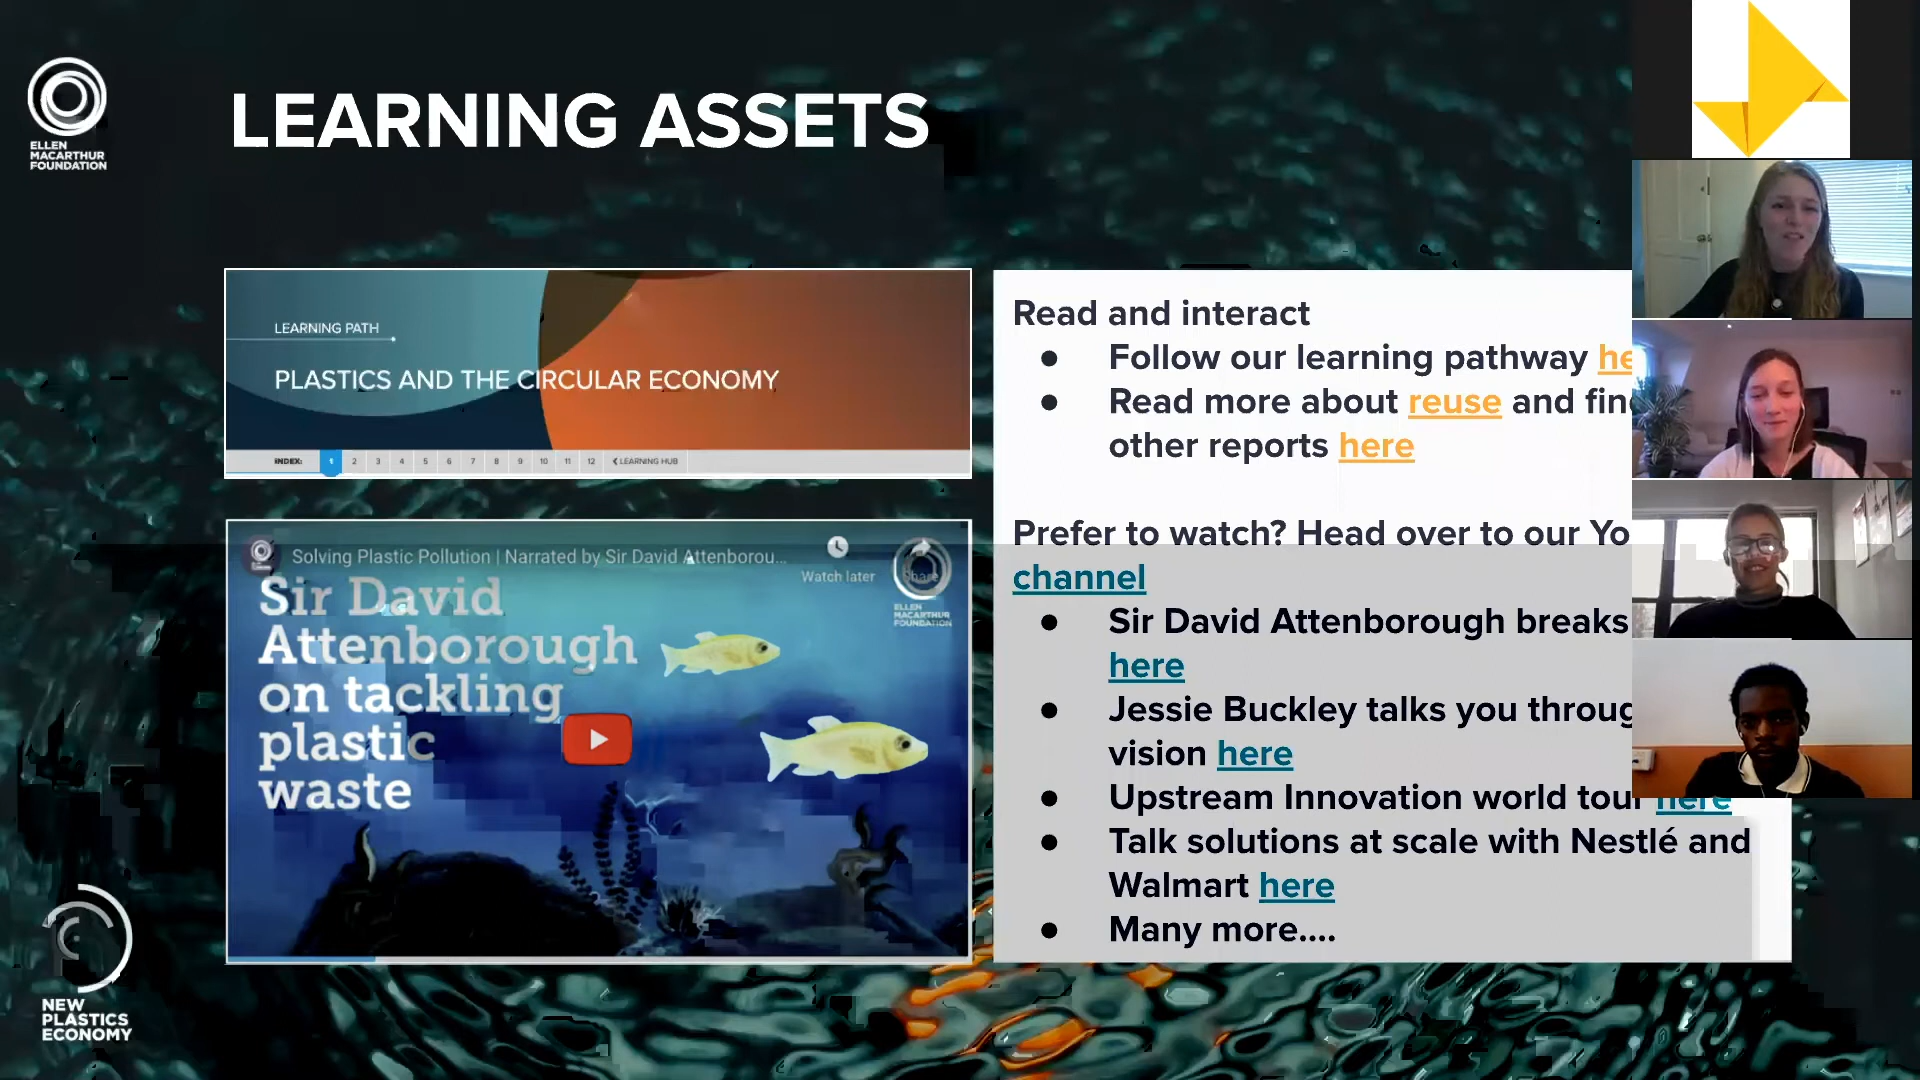 ELLEN
MACARTHUR
FOUNDATION
LEARNING ASSETS
LEARNING PATH
PLASTICS AND THE CIRCULAR ECONOMY
INDEX: 1 2 3 4 5 6 7 8 9 10 11 12 LEARNING HUB
Solving Plastic Pollution | Narrated by Sir David Attenborou...
Watch later
Share
ELLEN
MACARTHUR
FOUNDATION
Sir David
Attenborough
on tackling
plastic
waste
Read and interact
● Follow our learning pathway he
● Read more about reuse and fin
other reports here
Prefer to watch? Head over to our Yo
channel
● Sir David Attenborough breaks
here
● Jessie Buckley talks you throug
vision here
● Upstream Innovation world tour here
● Talk solutions at scale with Nestlé and
Walmart here
● Many more....
NEW
PLASTICS
ECONOMY